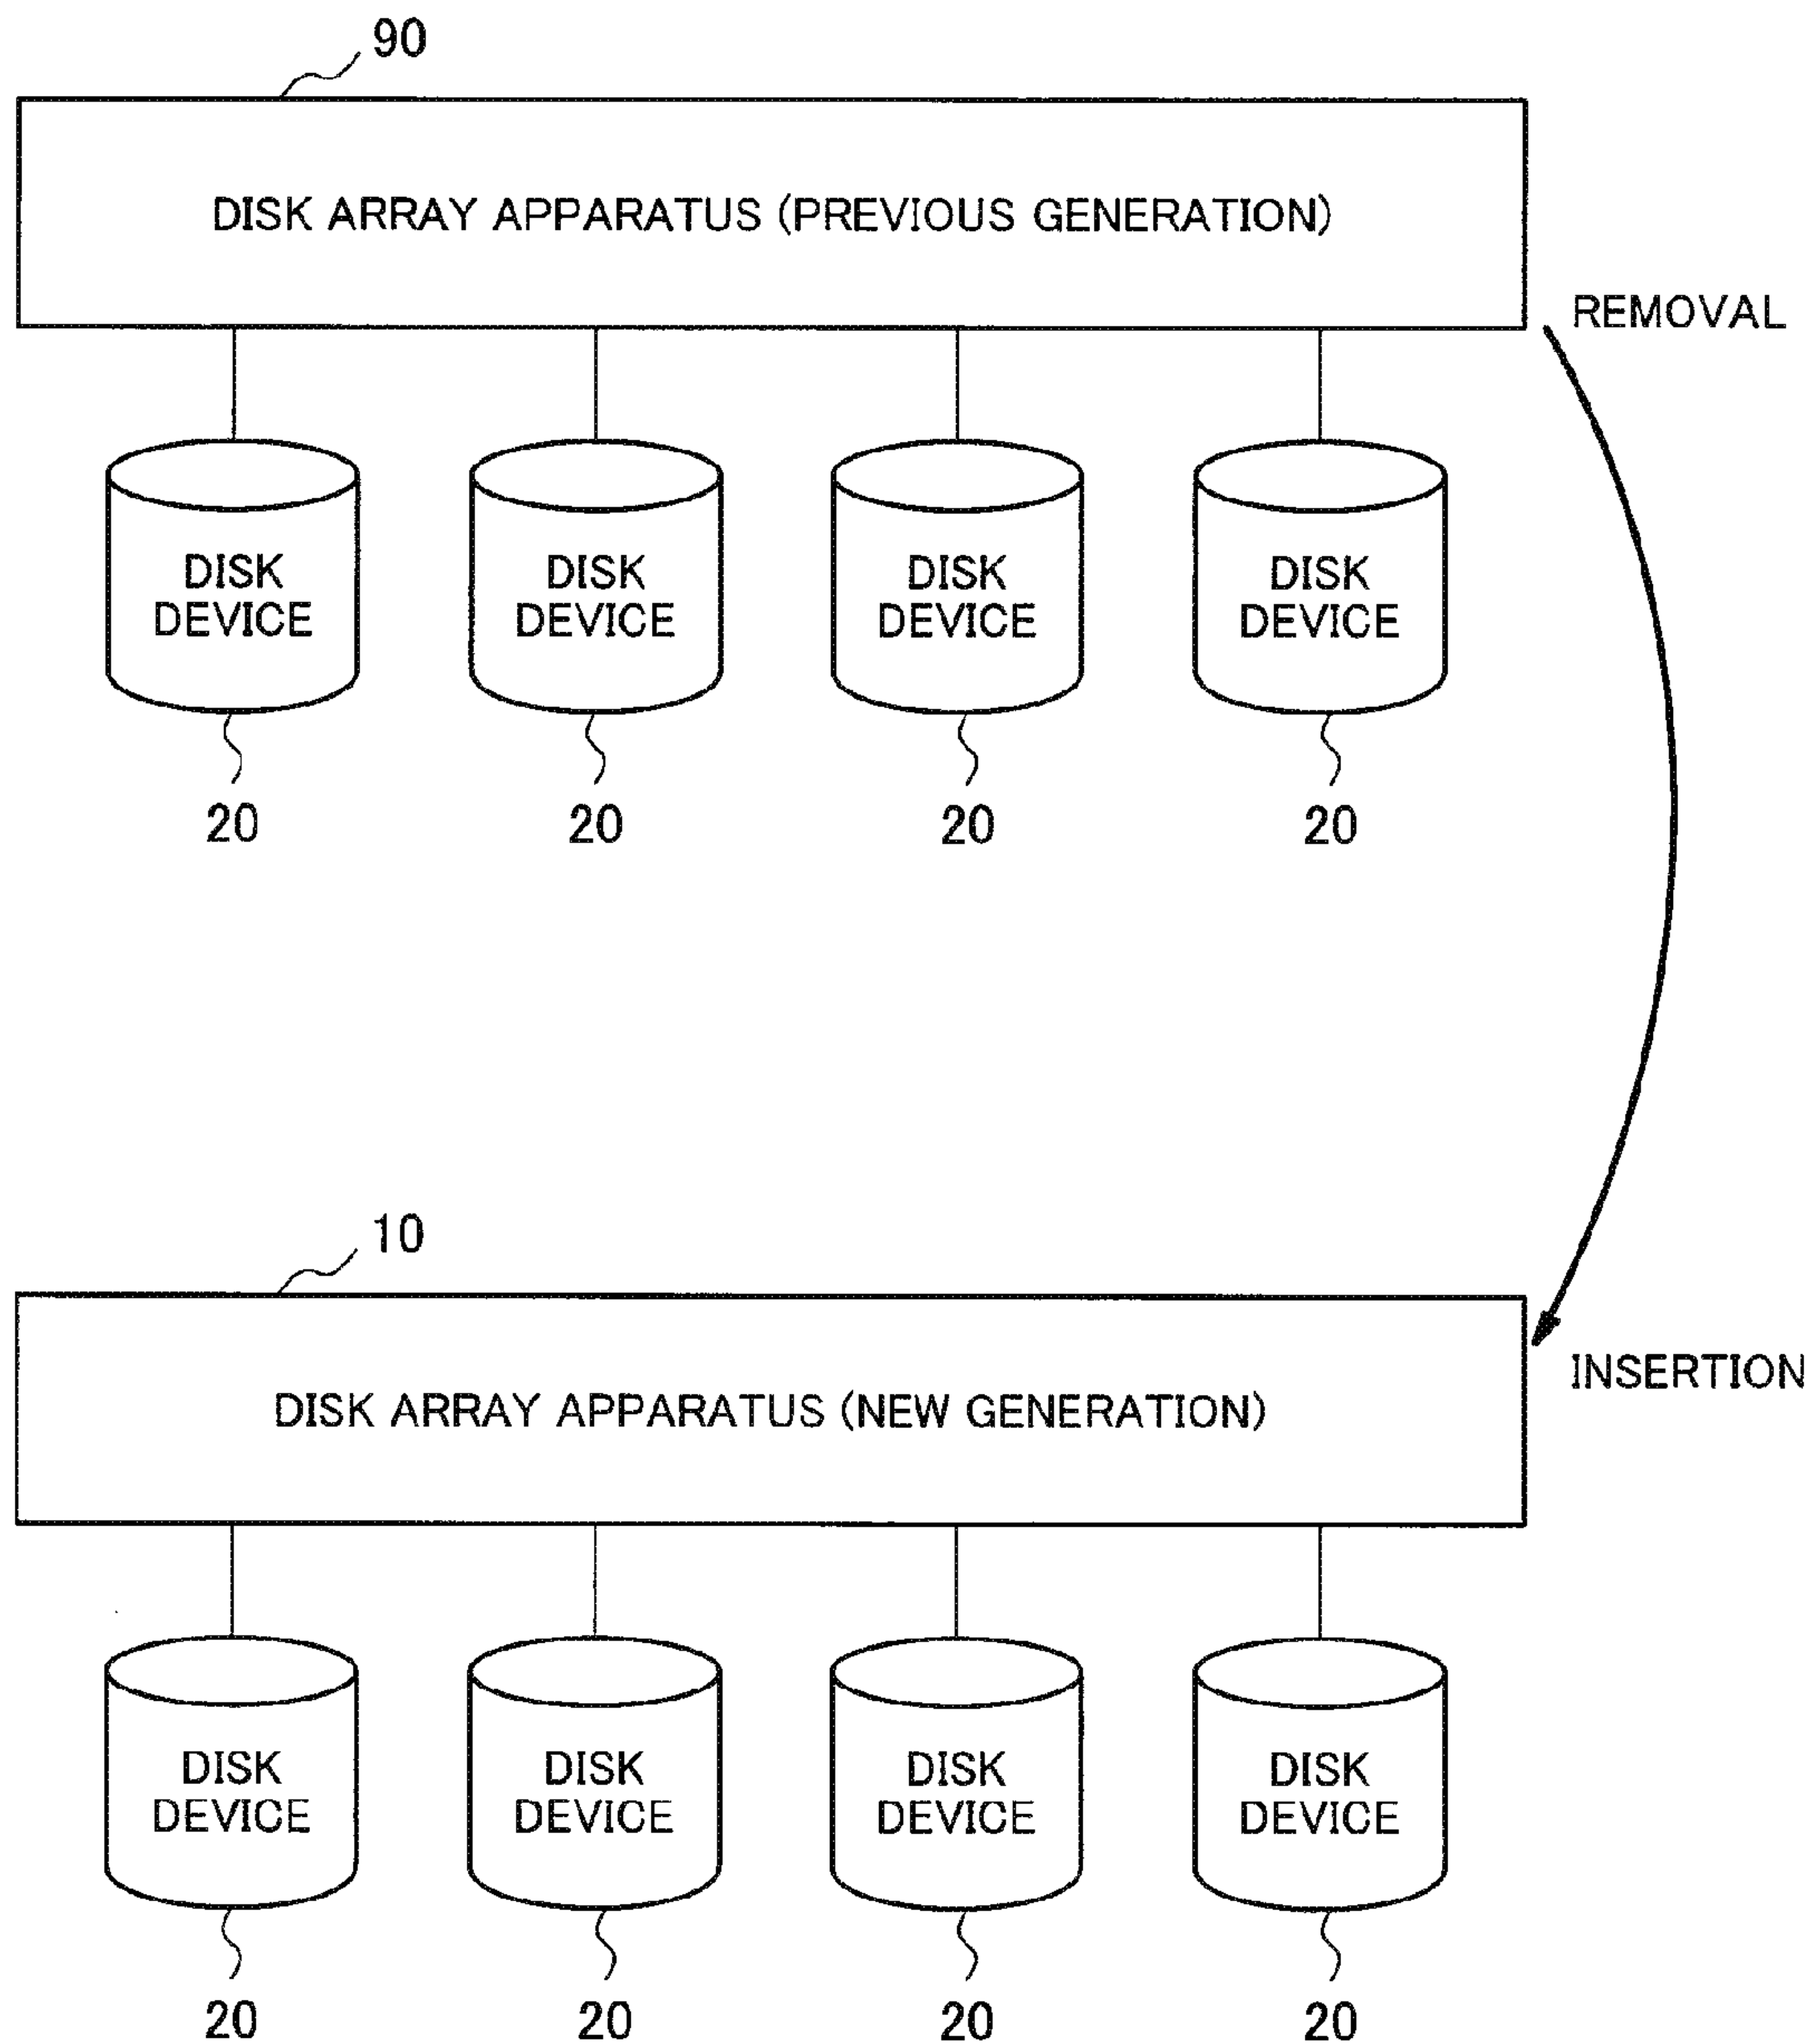 90
DISK ARRAY APPARATUS (PREVIOUS GENERATION)
REMOVAL
DISK
DEVICE
DISK
DEVICE
DISK
DEVICE
DISK
DEVICE
20
20
20
20
10
DISK ARRAY APPARATUS (NEW GENERATION)
INSERTION
DISK
DEVICE
DISK
DEVICE
DISK
DEVICE
DISK
DEVICE
20
20
20
20